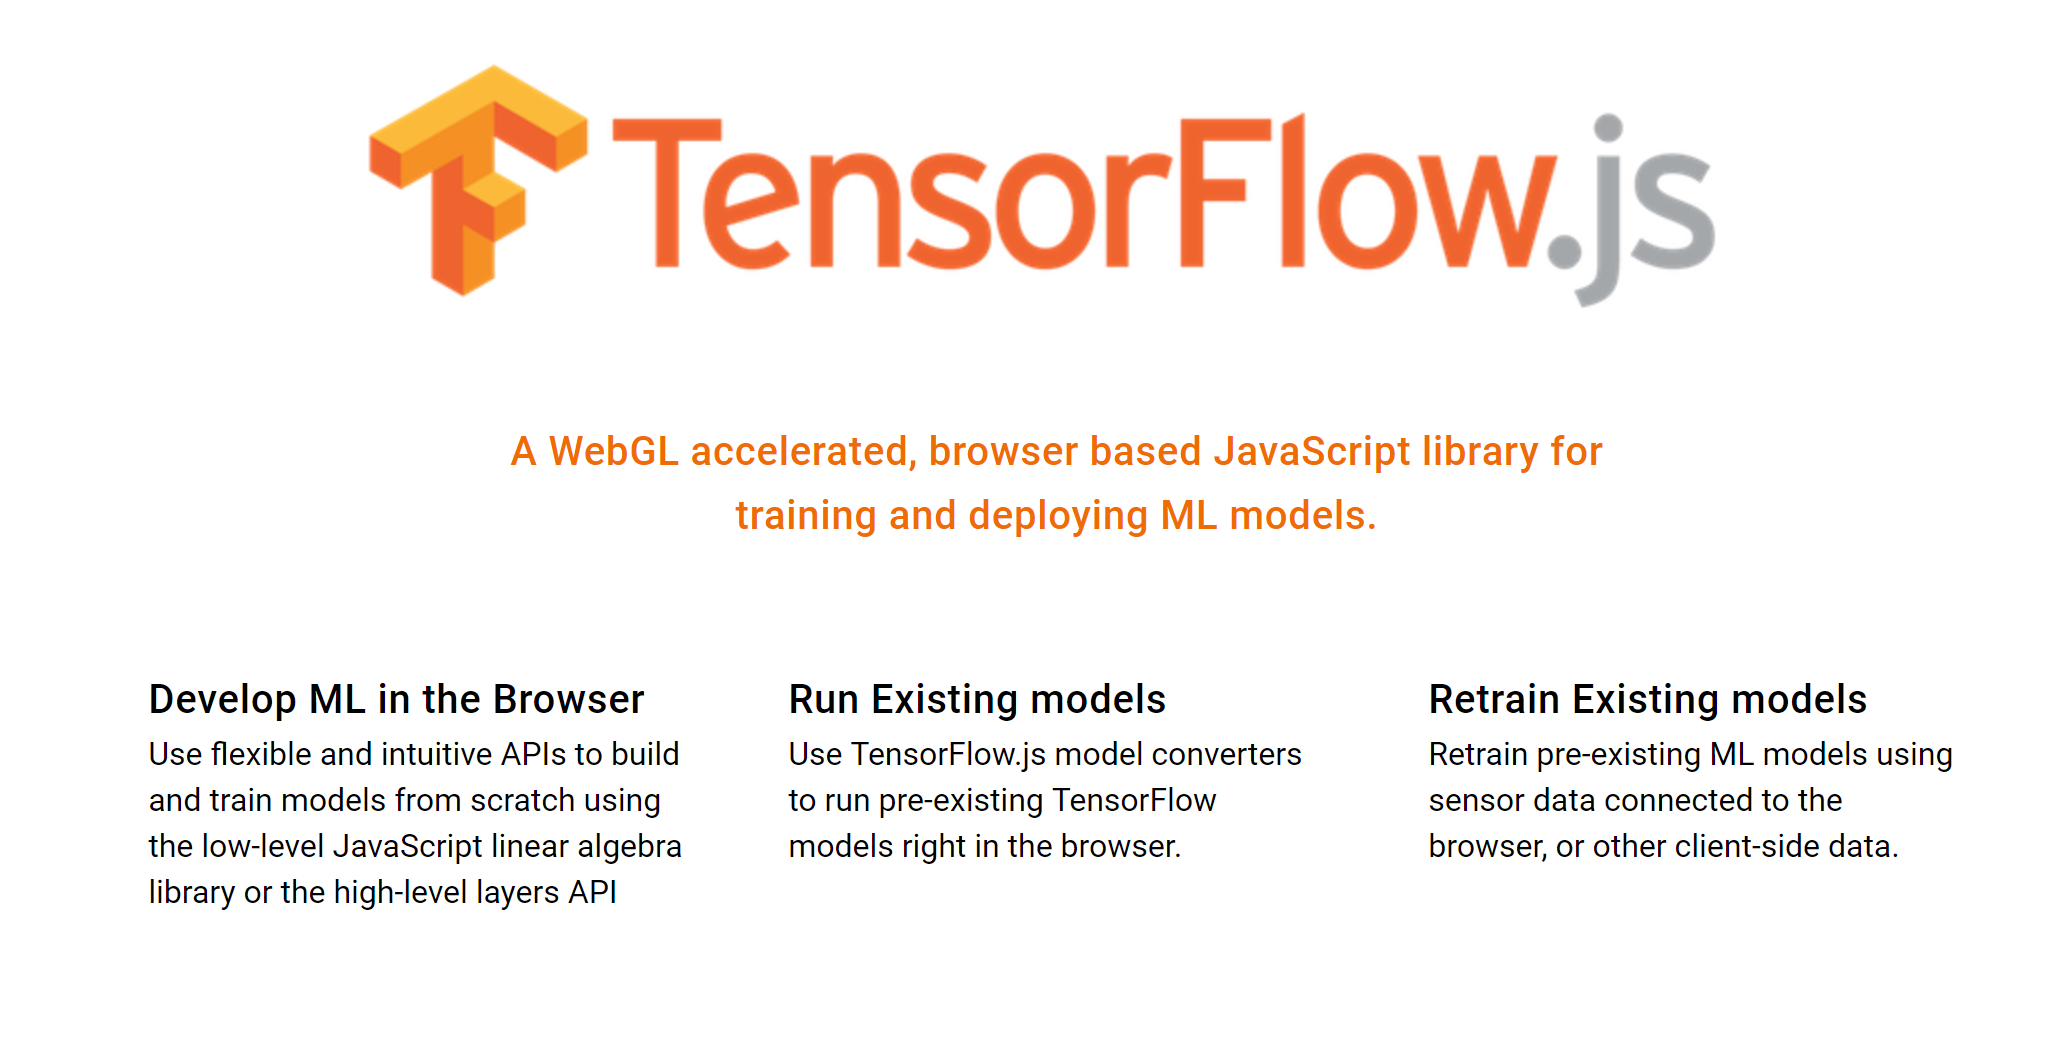 TensorFlow.js
A WebGL accelerated, browser based JavaScript library for
training and deploying ML models.
Develop ML in the Browser
Use flexible and intuitive APIs to build
and train models from scratch using
the low-level JavaScript linear algebra
library or the high-level layers API
Run Existing models
Use TensorFlow.js model converters
to run pre-existing TensorFlow
models right in the browser.
Retrain Existing models
Retrain pre-existing ML models using
sensor data connected to the
browser, or other client-side data.